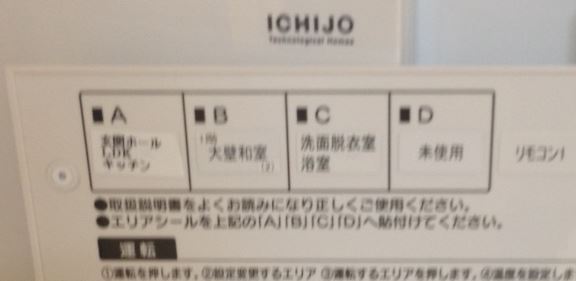 ICHIJO
Technological Homes
■A
玄関ホール
LDK
キッチン
■B
1階
大壁和室
(2)
■C
洗面脱衣室
浴室
■D
未使用
リモコン1
●取扱説明書をよくお読みになり正しくご使用ください。
●エリアシールを上記の「A」「B」「C」「D」へ貼付けてください。
運転
①運転を押します。②設定変更するエリア ③運転するエリアを押します。④温度を設定しま